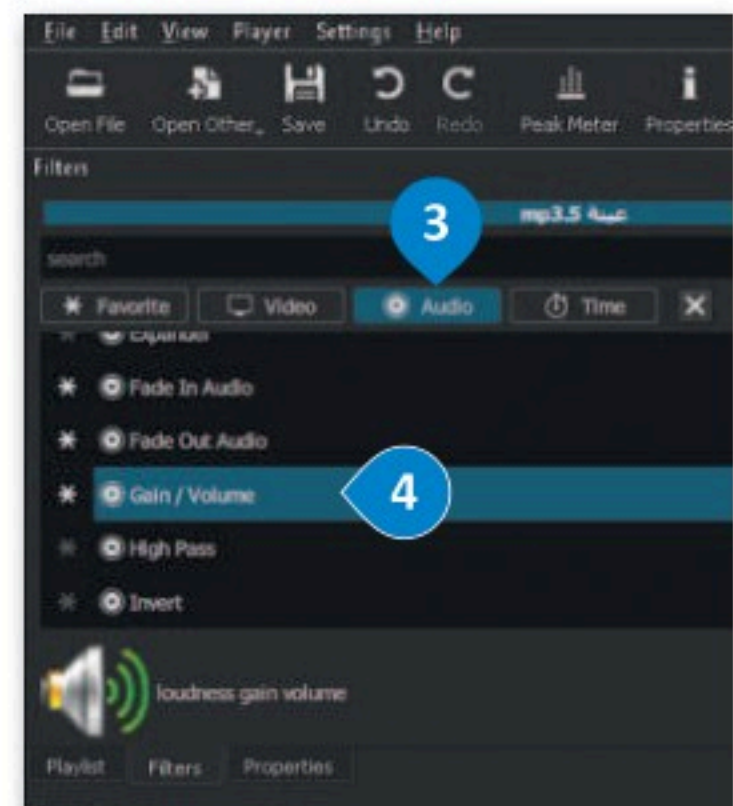 File Edit View Player Settings Help
Open File Open Other Save Undo Redo Peak Meter Properties
Filters
عينة 5.mp3
3
search
Favorite Video Audio Time
Expander
Fade In Audio
Fade Out Audio
Gain / Volume
4
High Pass
Invert
loudness gain volume
Playlist Filters Properties